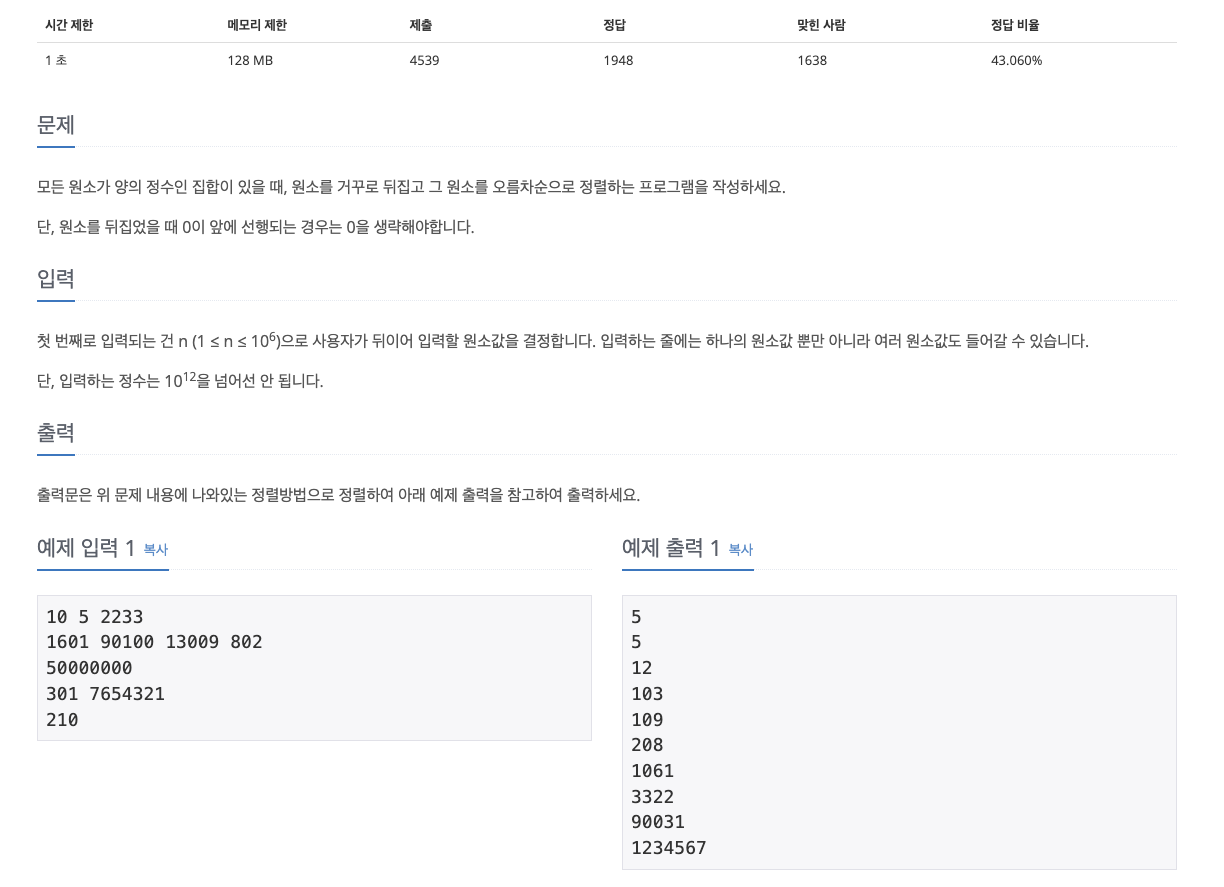 시간 제한 메모리 제한 제출 정답 맞힌 사람 정답 비율
1 초 128 MB 4539 1948 1638 43.060%
문제
모든 원소가 양의 정수인 집합이 있을 때, 원소를 거꾸로 뒤집고 그 원소를 오름차순으로 정렬하는 프로그램을 작성하세요.
단, 원소를 뒤집었을 때 0이 앞에 선행되는 경우는 0을 생략해야합니다.
입력
첫 번째로 입력되는 건 n (1 ≤ n ≤ 10⁶)으로 사용자가 뒤이어 입력할 원소값을 결정합니다. 입력하는 줄에는 하나의 원소값 뿐만 아니라 여러 원소값도 들어갈 수 있습니다.
단, 입력하는 정수는 10¹²을 넘어선 안 됩니다.
출력
출력문은 위 문제 내용에 나와있는 정렬방법으로 정렬하여 아래 예제 출력을 참고하여 출력하세요.
예제 입력 1 복사
10 5 2233
1601 90100 13009 802
50000000
301 7654321
210
예제 출력 1 복사
5
5
12
103
109
208
1061
3322
90031
1234567